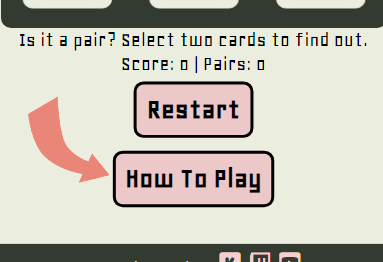 Is it a pair? Select two cards to find out.
Score: 0 | Pairs: 0
Restart
How To Play